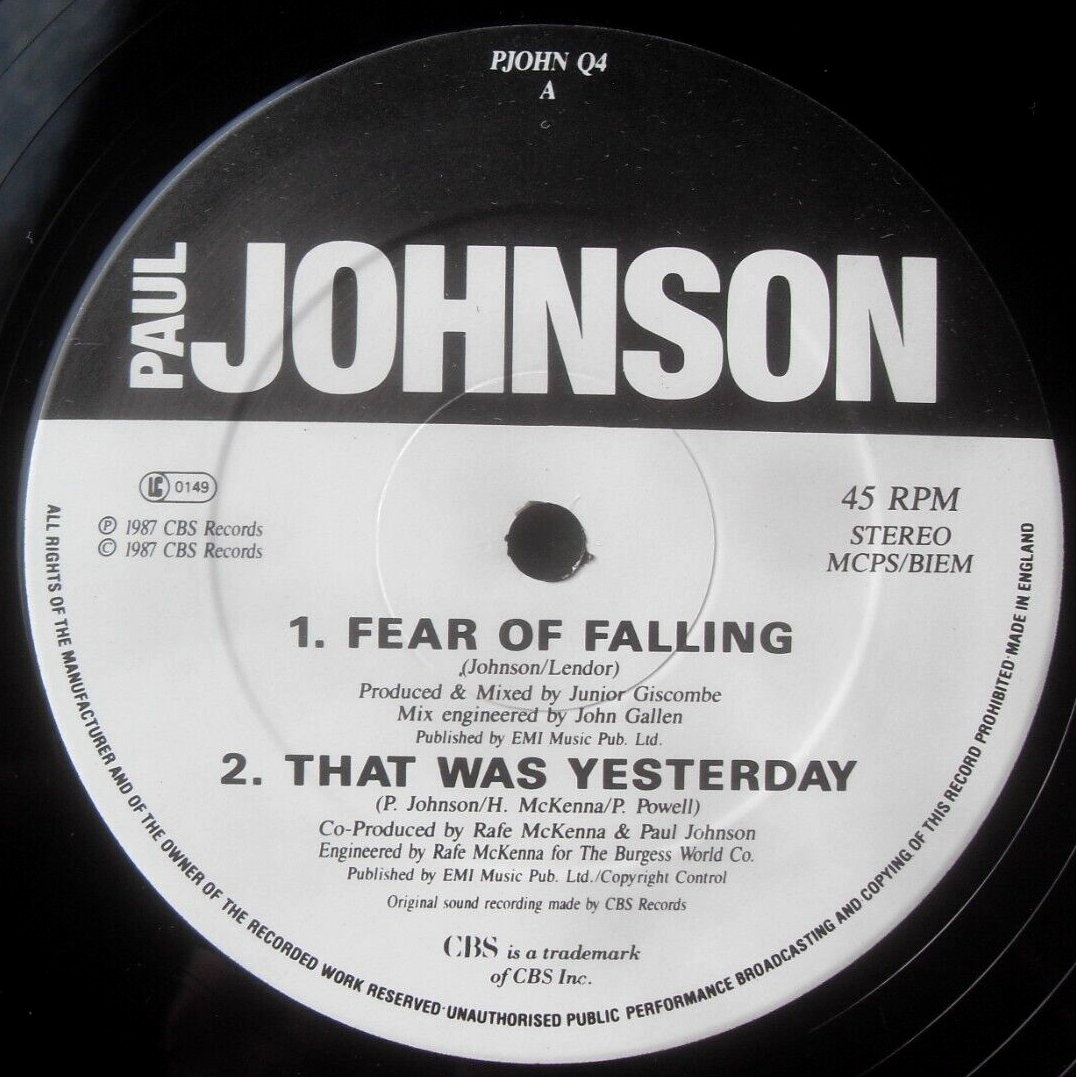 PJOHN Q4
A
PAUL
JOHNSON
LC 0149
℗ 1987 CBS Records
© 1987 CBS Records
45 RPM
STEREO
MCPS/BIEM
1. FEAR OF FALLING
(Johnson/Lendor)
Produced & Mixed by Junior Giscombe
Mix engineered by John Gallen
Published by EMI Music Pub. Ltd.
2. THAT WAS YESTERDAY
(P. Johnson/H. McKenna/P. Powell)
Co-Produced by Rafe McKenna & Paul Johnson
Engineered by Rafe McKenna for The Burgess World Co.
Published by EMI Music Pub. Ltd./Copyright Control
Original sound recording made by CBS Records
CBS is a trademark
of CBS Inc.
ALL RIGHTS OF THE MANUFACTURER AND OF THE OWNER OF THE RECORDED WORK RESERVED·UNAUTHORISED PUBLIC PERFORMANCE BROADCASTING AND COPYING OF THIS RECORD PROHIBITED·MADE IN ENGLAND